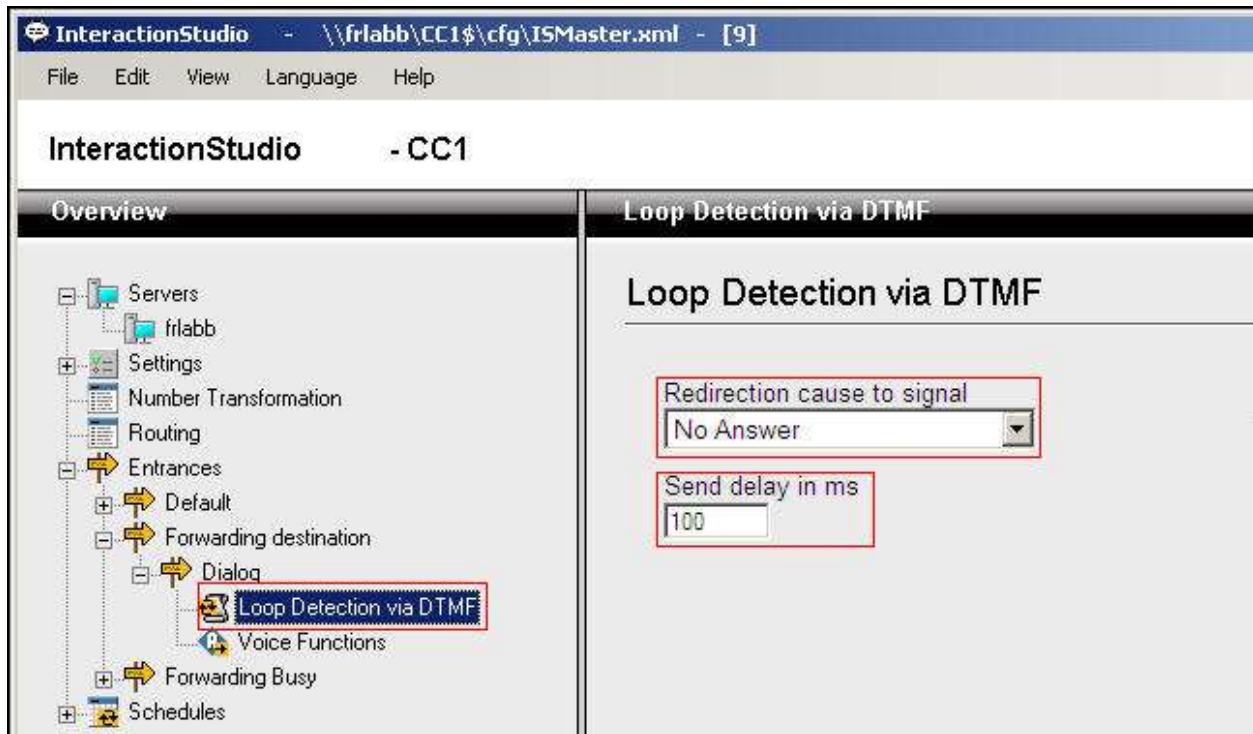 InteractionStudio - \\frlabb\CC1$\cfg\ISMaster.xml - [9]
File Edit View Language Help
InteractionStudio - CC1
Overview
Servers
frlabb
Settings
Number Transformation
Routing
Entrances
Default
Forwarding destination
Dialog
Loop Detection via DTMF
Voice Functions
Forwarding Busy
Schedules
Loop Detection via DTMF
Loop Detection via DTMF
Redirection cause to signal
No Answer
Send delay in ms
100